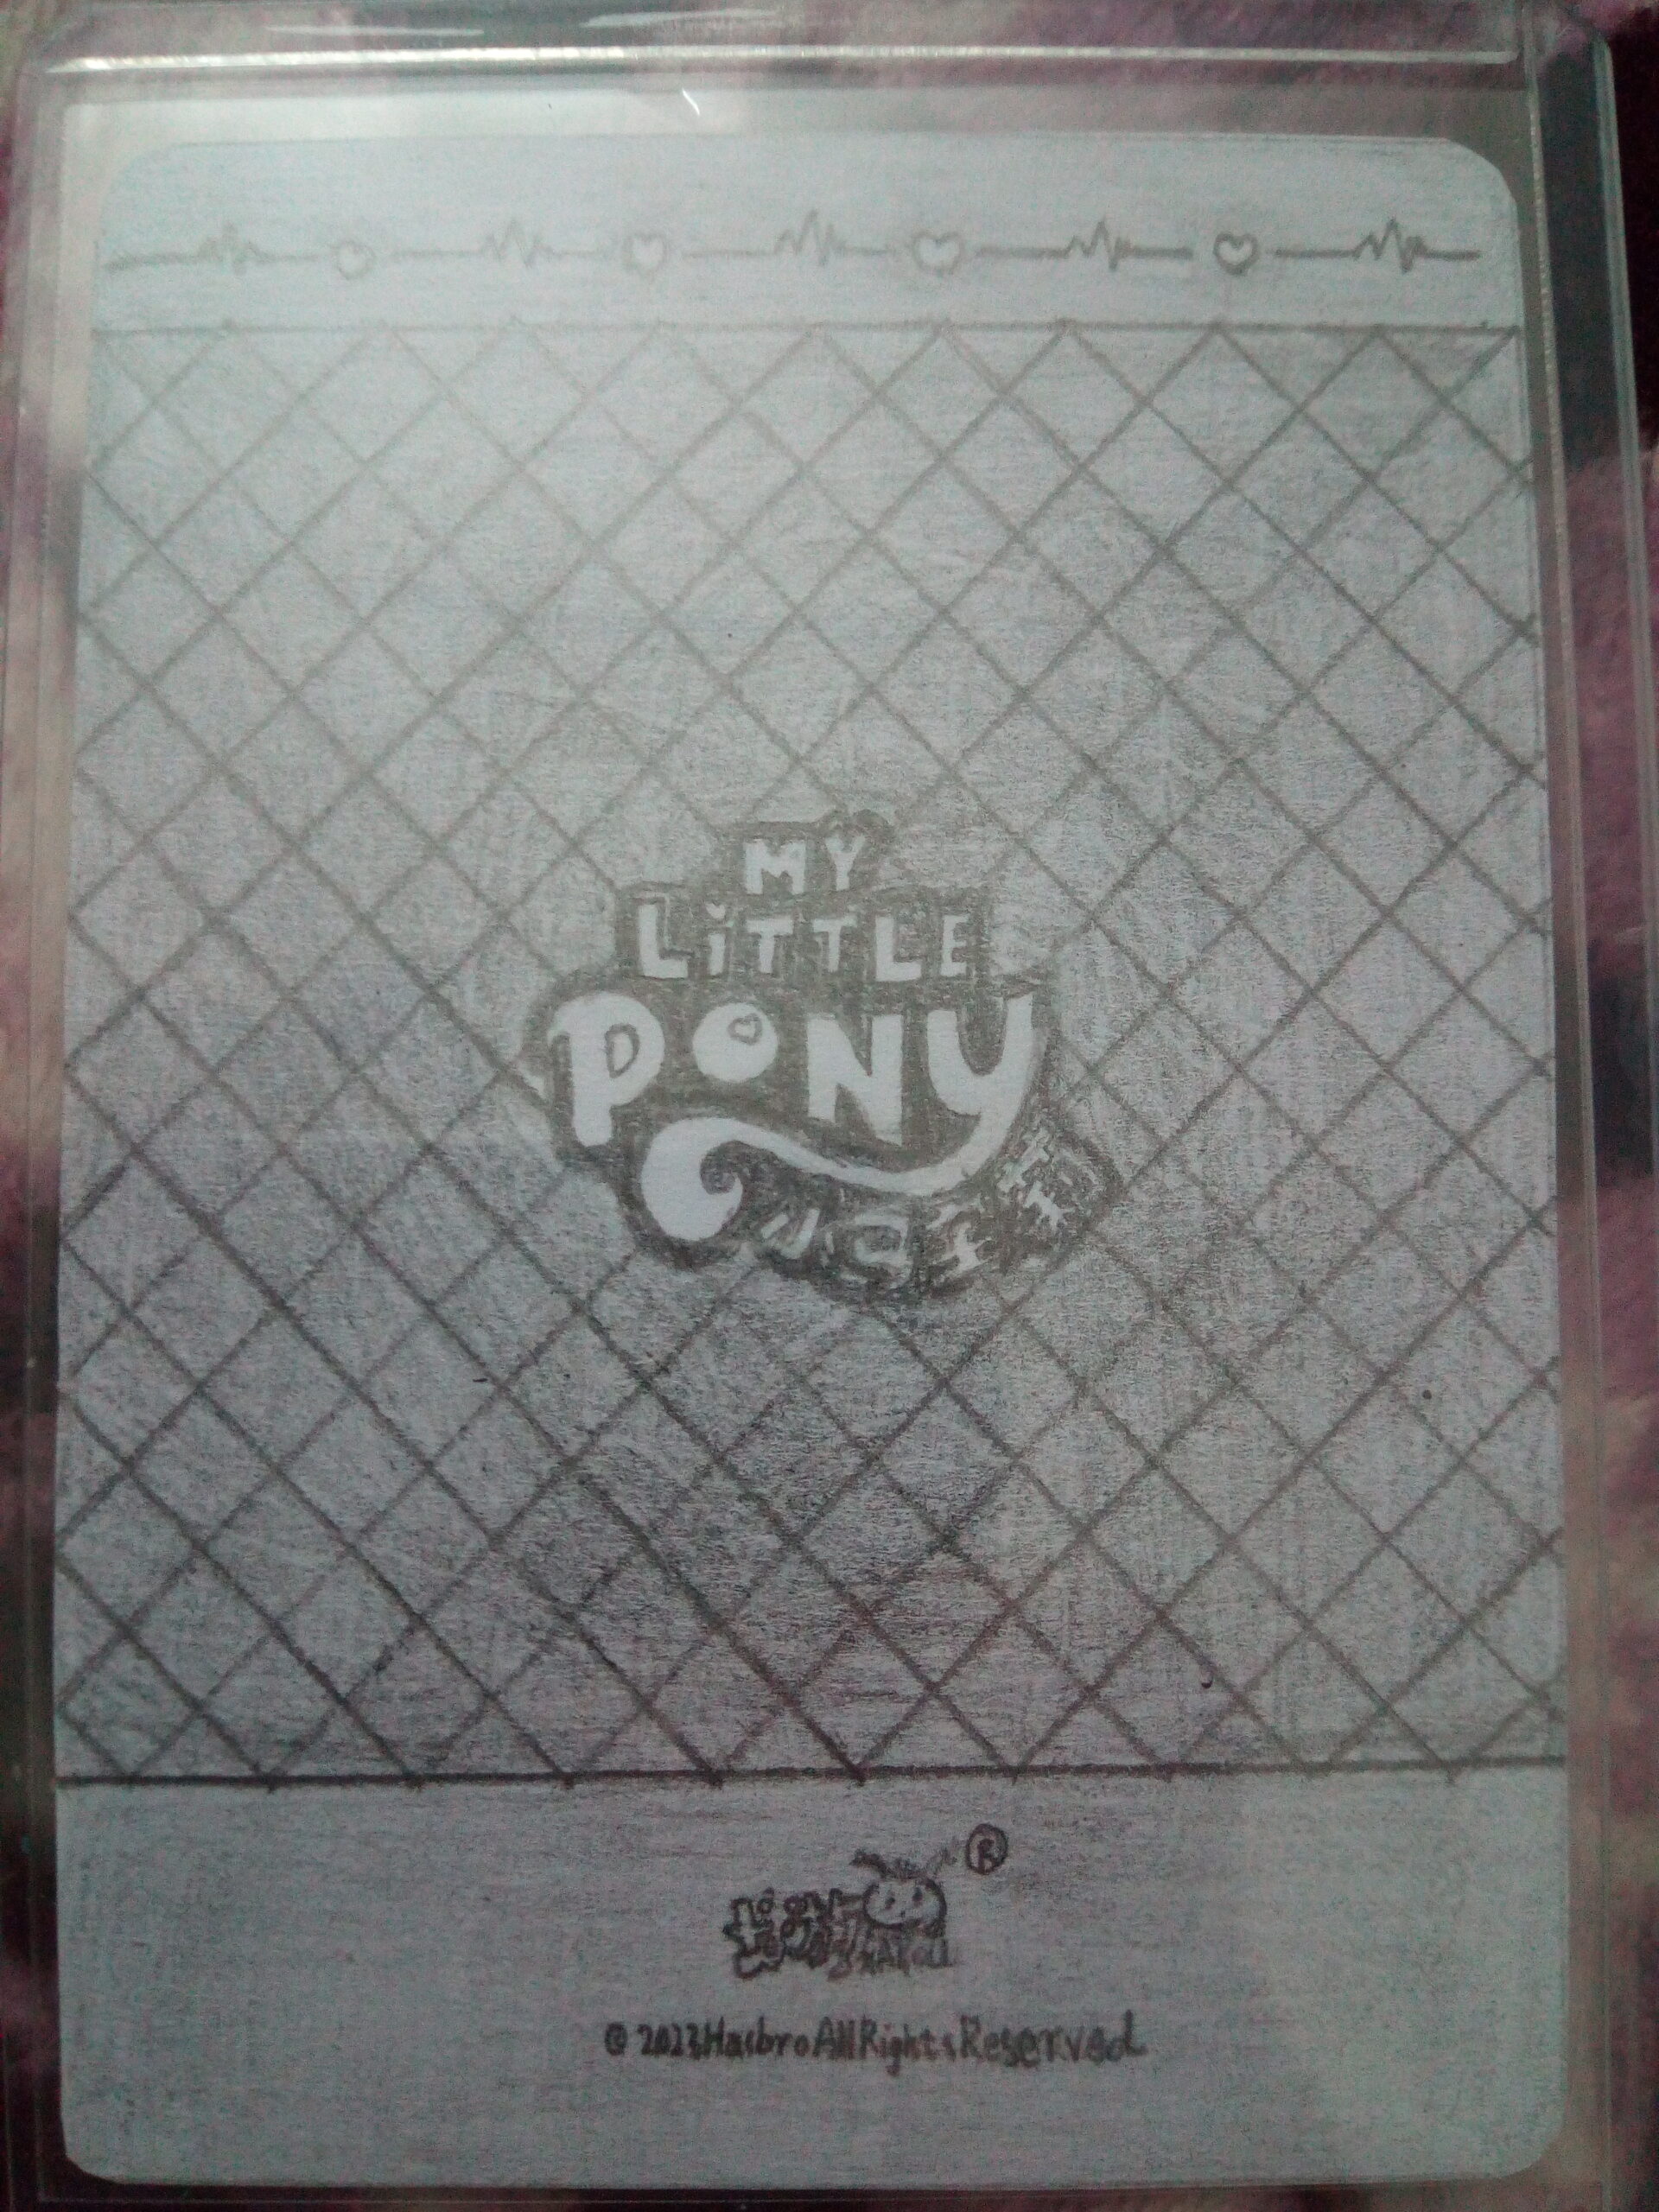 MY
LiTTLE
PONY
®
© 2023 Hasbro All Rights Reserved